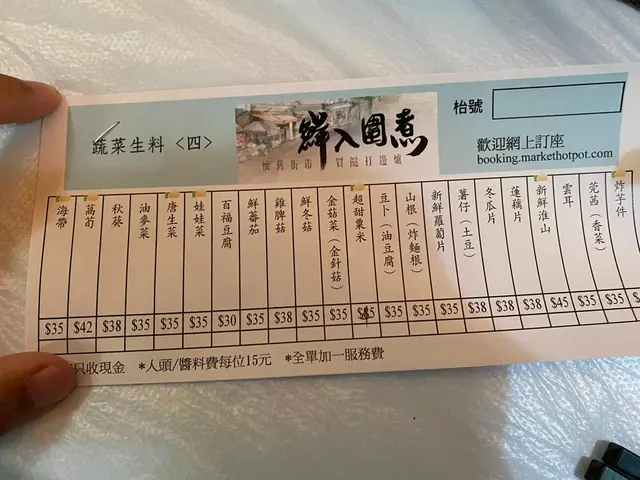 蔬菜生料〈四〉
鮮入圍煮
懷舊街市 質閱打邊爐
枱號
歡迎網上訂座
booking.markethotpot.com
海帶 $35
萵荀 $42
秋葵 $38
油麥菜 $35
唐生菜 $35
娃娃菜 $35
百福豆腐 $30
鮮蕃茄 $35
雞脾菇 $38
鮮冬菇 $35
金菇菜（金針菇） $35
超甜粟米
豆卜（油豆腐） $35
山根（炸麵根） $35
新鮮蘿蔔片 $35
薯仔（土豆） $38
冬瓜片 $38
蓮藕片 $38
新鮮淮山 $45
雲耳 $35
芫茜（香菜） $35
炸芋件
只收現金 *人頭/醬料費每位15元 *全單加一服務費